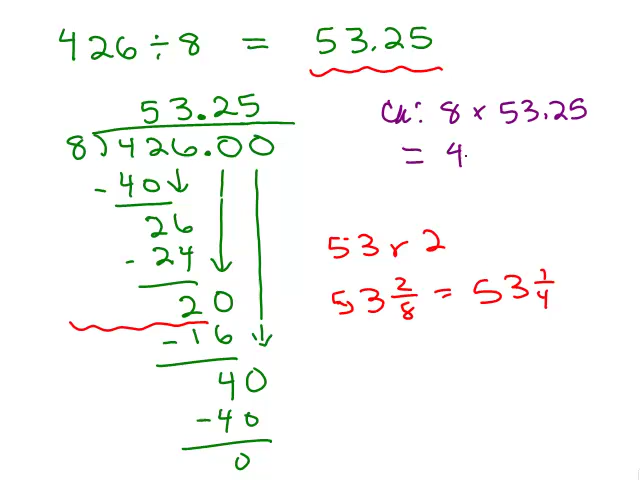 426 ÷ 8 = 53.25
53.25
8)426.00
- 40
26
- 24
20
- 16
40
- 40
0
Ch: 8 × 53.25
= 4
53 r 2
53 2/8 = 53 1/4